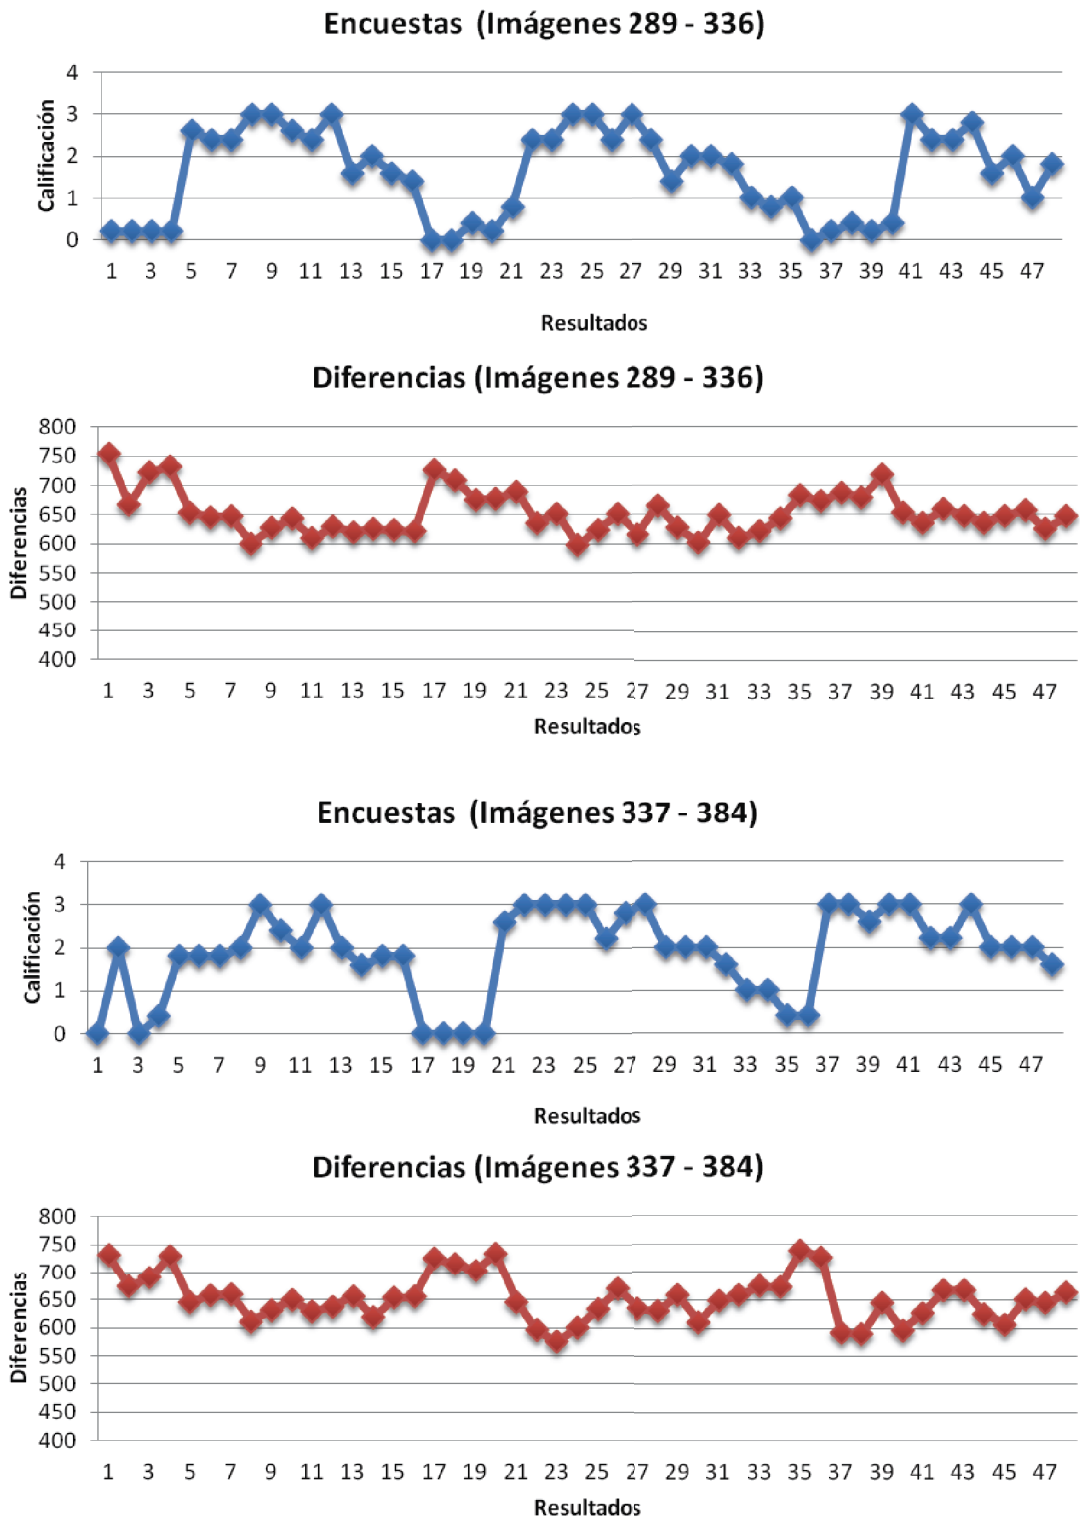 Encuestas (Imágenes 289 - 336)
4
3
2
1
0
Calificación
1 3 5 7 9 11 13 15 17 19 21 23 25 27 29 31 33 35 37 39 41 43 45 47
Resultados
Diferencias (Imágenes 289 - 336)
800
750
700
650
600
550
500
450
400
Diferencias
1 3 5 7 9 11 13 15 17 19 21 23 25 27 29 31 33 35 37 39 41 43 45 47
Resultados
Encuestas (Imágenes 337 - 384)
4
3
2
1
0
Calificación
1 3 5 7 9 11 13 15 17 19 21 23 25 27 29 31 33 35 37 39 41 43 45 47
Resultados
Diferencias (Imágenes 337 - 384)
800
750
700
650
600
550
500
450
400
Diferencias
1 3 5 7 9 11 13 15 17 19 21 23 25 27 29 31 33 35 37 39 41 43 45 47
Resultados